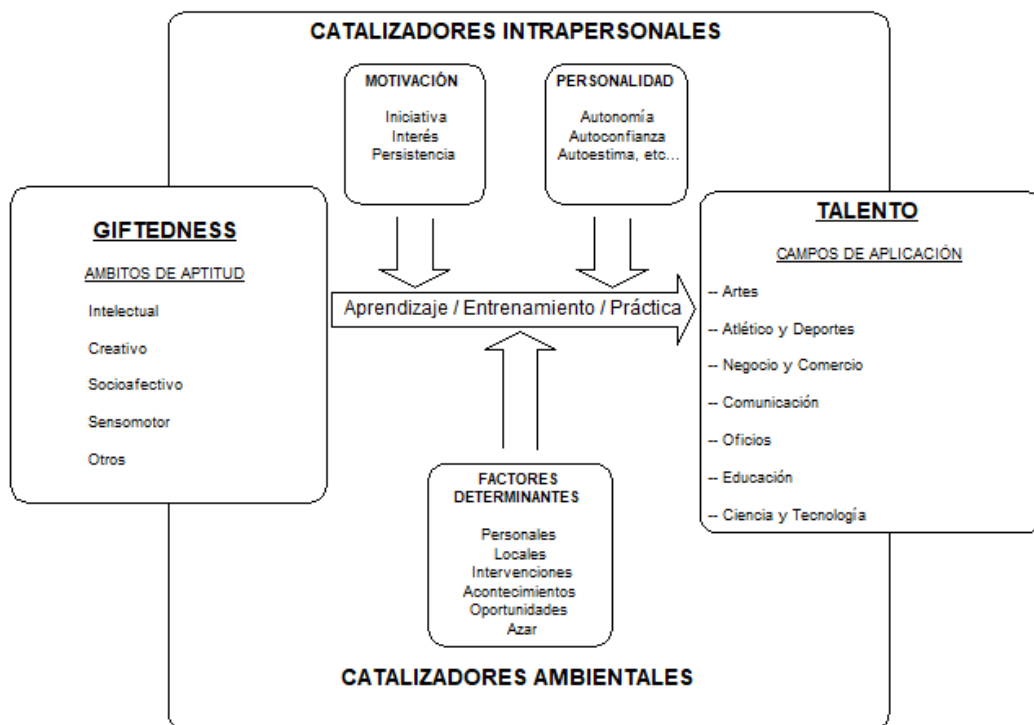 CATALIZADORES INTRAPERSONALES
MOTIVACIÓN
Iniciativa
Interés
Persistencia
PERSONALIDAD
Autonomía
Autoconfianza
Autoestima, etc...
GIFTEDNESS
AMBITOS DE APTITUD
Intelectual
Creativo
Socioafectivo
Sensomotor
Otros
Aprendizaje / Entrenamiento / Práctica
TALENTO
CAMPOS DE APLICACIÓN
-- Artes
-- Atlético y Deportes
-- Negocio y Comercio
-- Comunicación
-- Oficios
-- Educación
-- Ciencia y Tecnología
FACTORES
DETERMINANTES
Personales
Locales
Intervenciones
Acontecimientos
Oportunidades
Azar
CATALIZADORES AMBIENTALES